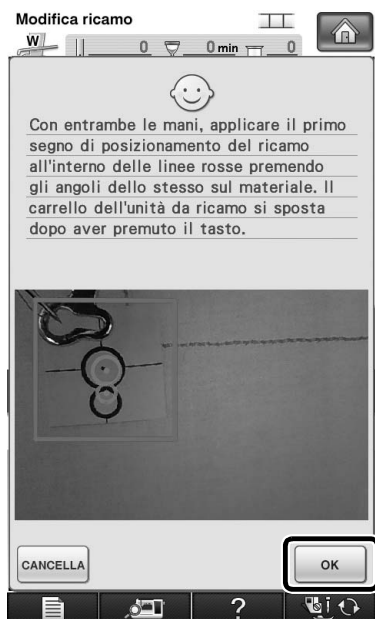 Modifica ricamo
W
0 0 min 0
Con entrambe le mani, applicare il primo
segno di posizionamento del ricamo
all'interno delle linee rosse premendo
gli angoli dello stesso sul materiale. Il
carrello dell'unità da ricamo si sposta
dopo aver premuto il tasto.
CANCELLA
OK
?